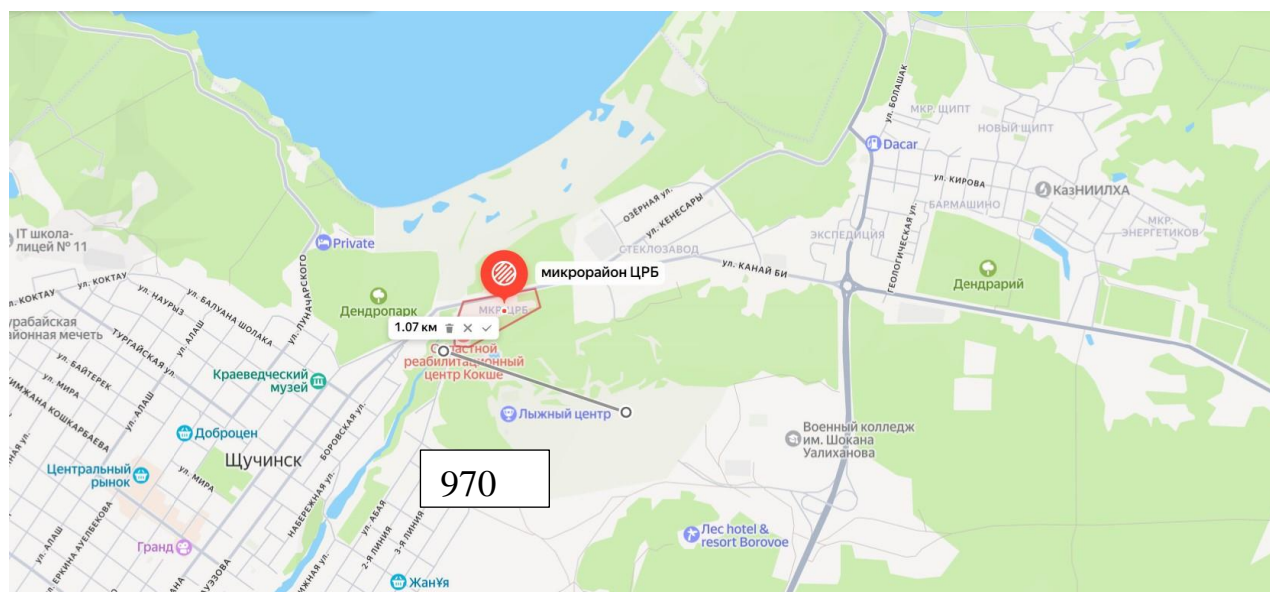 ул. БОЛАШАК
МКР. ЩИПТ
НОВЫЙ ЩИПТ
Dacar
ул. КИРОВА
КазНИИЛХА
БАРМАШИНО
МКР.
ЭНЕРГЕТИКОВ
ОЗЁРНАЯ ул.
ул. КЕНЕСАРЫ
ЭКСПЕДИЦИЯ
ГЕОЛОГИЧЕСКАЯ ул.
IT школа-
лицей № 11
Private
СТЕКЛОЗАВОД
ул. КАНАЙ БИ
микрорайон ЦРБ
Дендрарий
ул. КОКТАУ
л. КОКТАУ
ул. НАУРЫЗ
ул. БАЛУАНА ШОЛАКА
ул. ЛУНАЧАРСКОГО
Дендропарк
МКР. ЦРБ
1.07 км
урабайская
айонная мечеть
ТУРГАЙСКАЯ ул.
ул. АЛАШ
Областной
реабилитационный
центр Кокше
ул. БАЙТЕРЕК
ул. МИРА
Краеведческий
музей
ИМЖАНА КОШКАРБАЕВА
ул. АЛАШ
Лыжный центр
БОРОВСКАЯ ул.
Доброцен
Военный колледж
им. Шокана
Уалиханова
Щучинск
Центральный
рынок
ул. МИРА
970
НАБЕРЕЖНАЯ ул.
ул. АБАЯ
2-Я ЛИНИЯ
3-Я ЛИНИЯ
Лес hotel &
resort Borovoe
ул. АЛАШ
ЕРКИНА АУЕЛБЕКОВА
Гранд
АУЭЗОВА
ЖанҰя